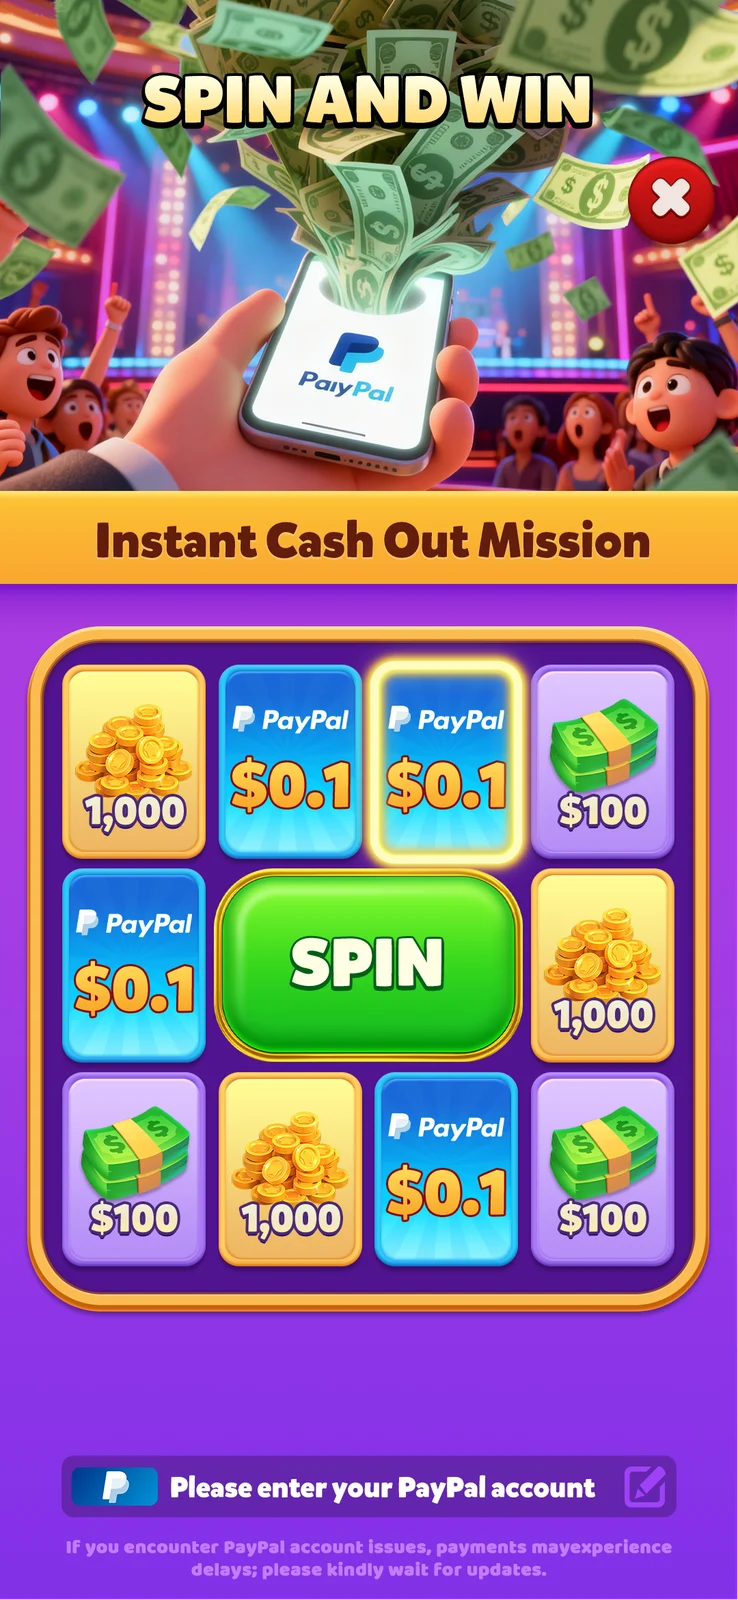 SPIN AND WIN
PaiyPal
Instant Cash Out Mission
1,000
PayPal
$0.1
PayPal
$0.1
$100
PayPal
$0.1
SPIN
1,000
$100
1,000
PayPal
$0.1
$100
Please enter your PayPal account
If you encounter PayPal account issues, payments mayexperience
delays; please kindly wait for updates.